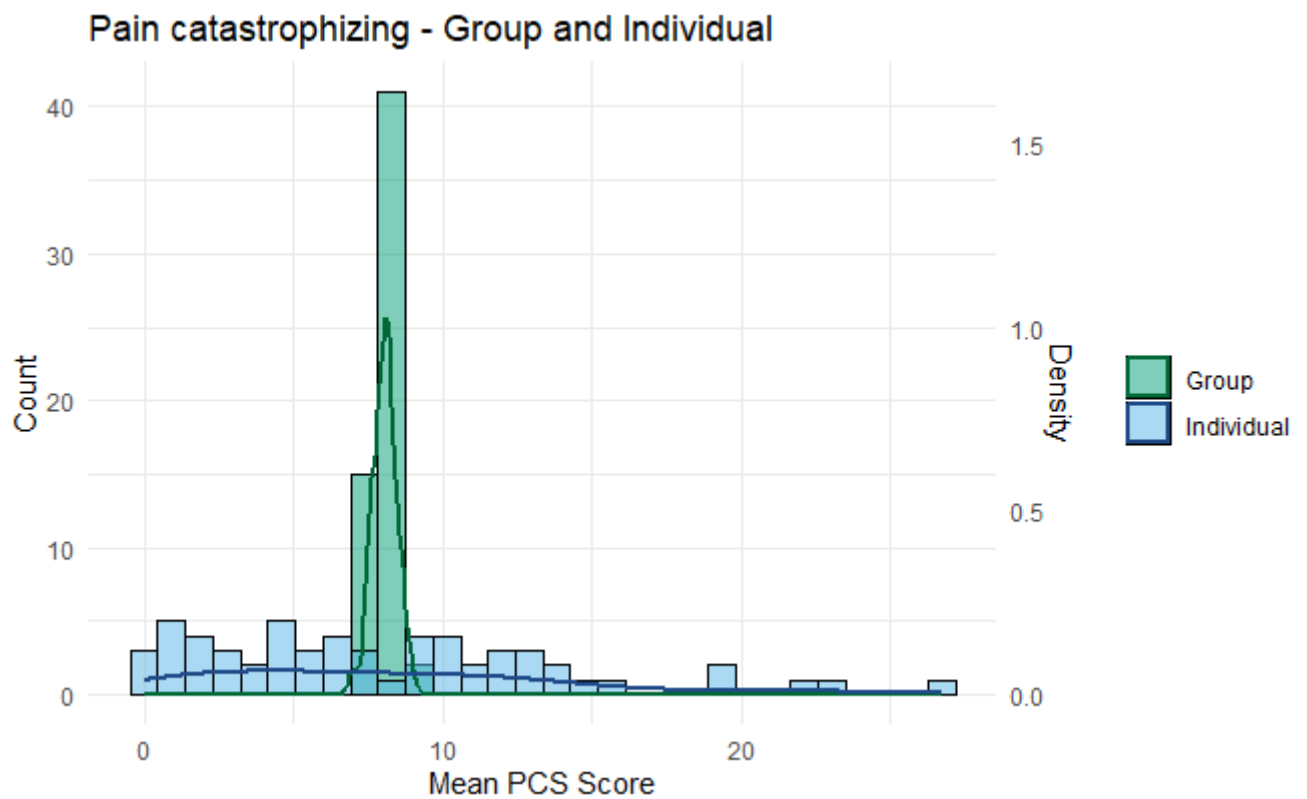 Pain catastrophizing - Group and Individual
Count
40
30
20
10
0
1.5
1.0
0.5
0.0
Density
Group
Individual
0
10
20
Mean PCS Score